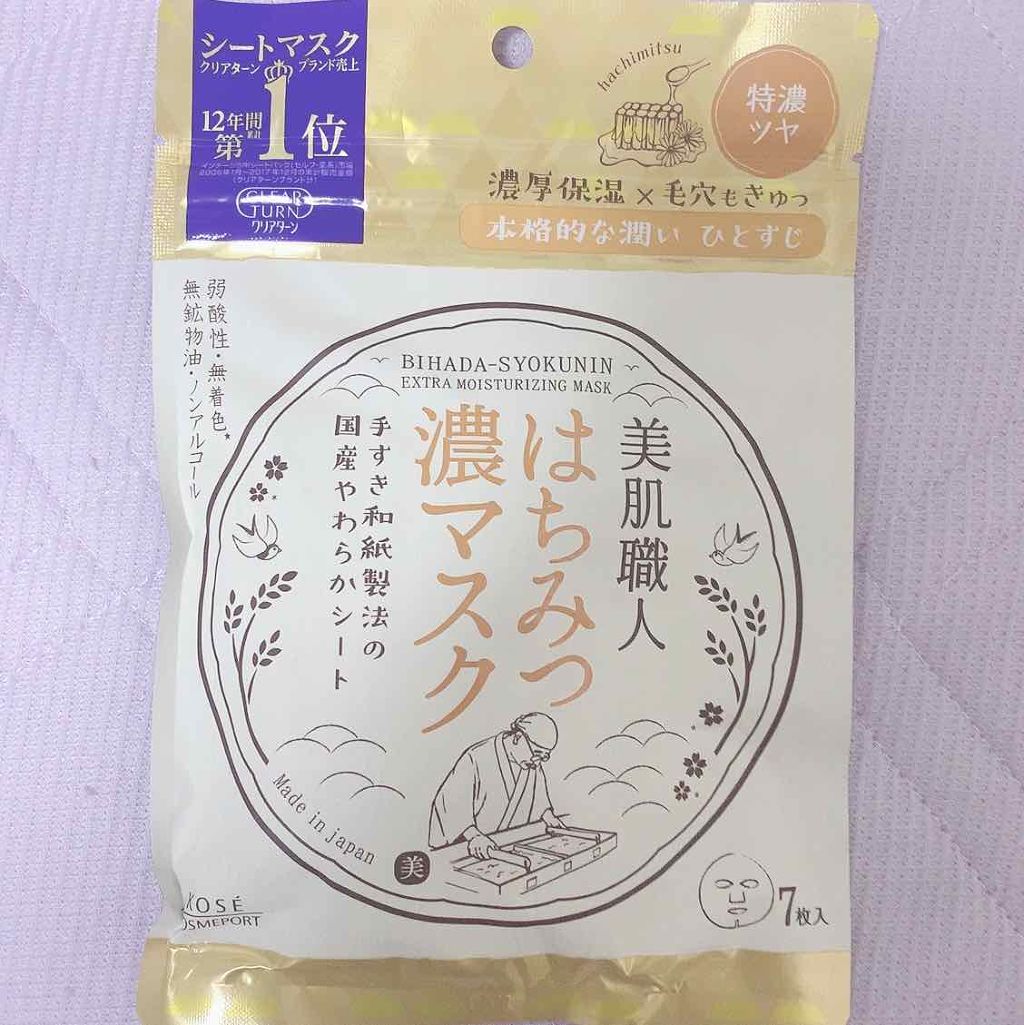 シートマスク
クリアターン ブランド売上
12年間
累計
第1位
CLEAR
TURN
クリアターン
hachimitsu
特濃
ツヤ
濃厚保湿×毛穴もきゅっ
本格的な潤い ひとすじ
弱酸性・無着色*
無鉱物油・ノンアルコール
BIHADA-SYOKUNIN
EXTRA MOISTURIZING MASK
美肌職人
はちみつ
濃マスク
手すき和紙製法の
国産やわらかシート
Made in japan
美
KOSÉ
OSMEPORT
7枚入